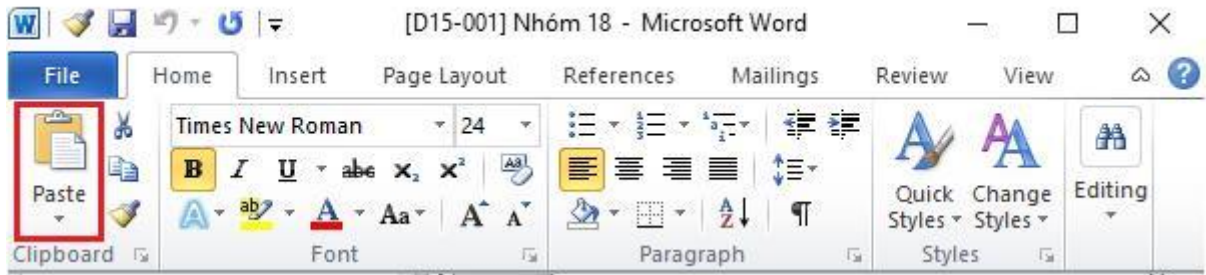 [D15-001] Nhóm 18 - Microsoft Word
File Home Insert Page Layout References Mailings Review View
Times New Roman 24
B I U abc x₂ x²
Paste
ab A Aa A A
Quick Styles Change Styles Editing
Clipboard Font Paragraph Styles